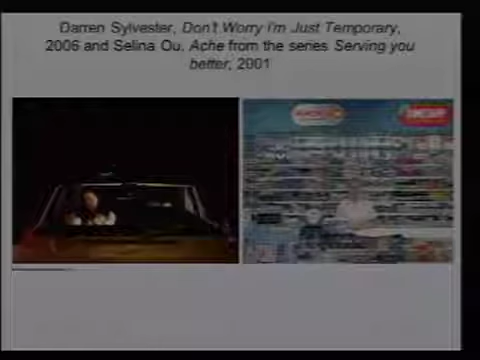 Darren Sylvester, Don't Worry I'm Just Temporary,
2006 and Selina Ou, Ache from the series Serving you
better, 2001